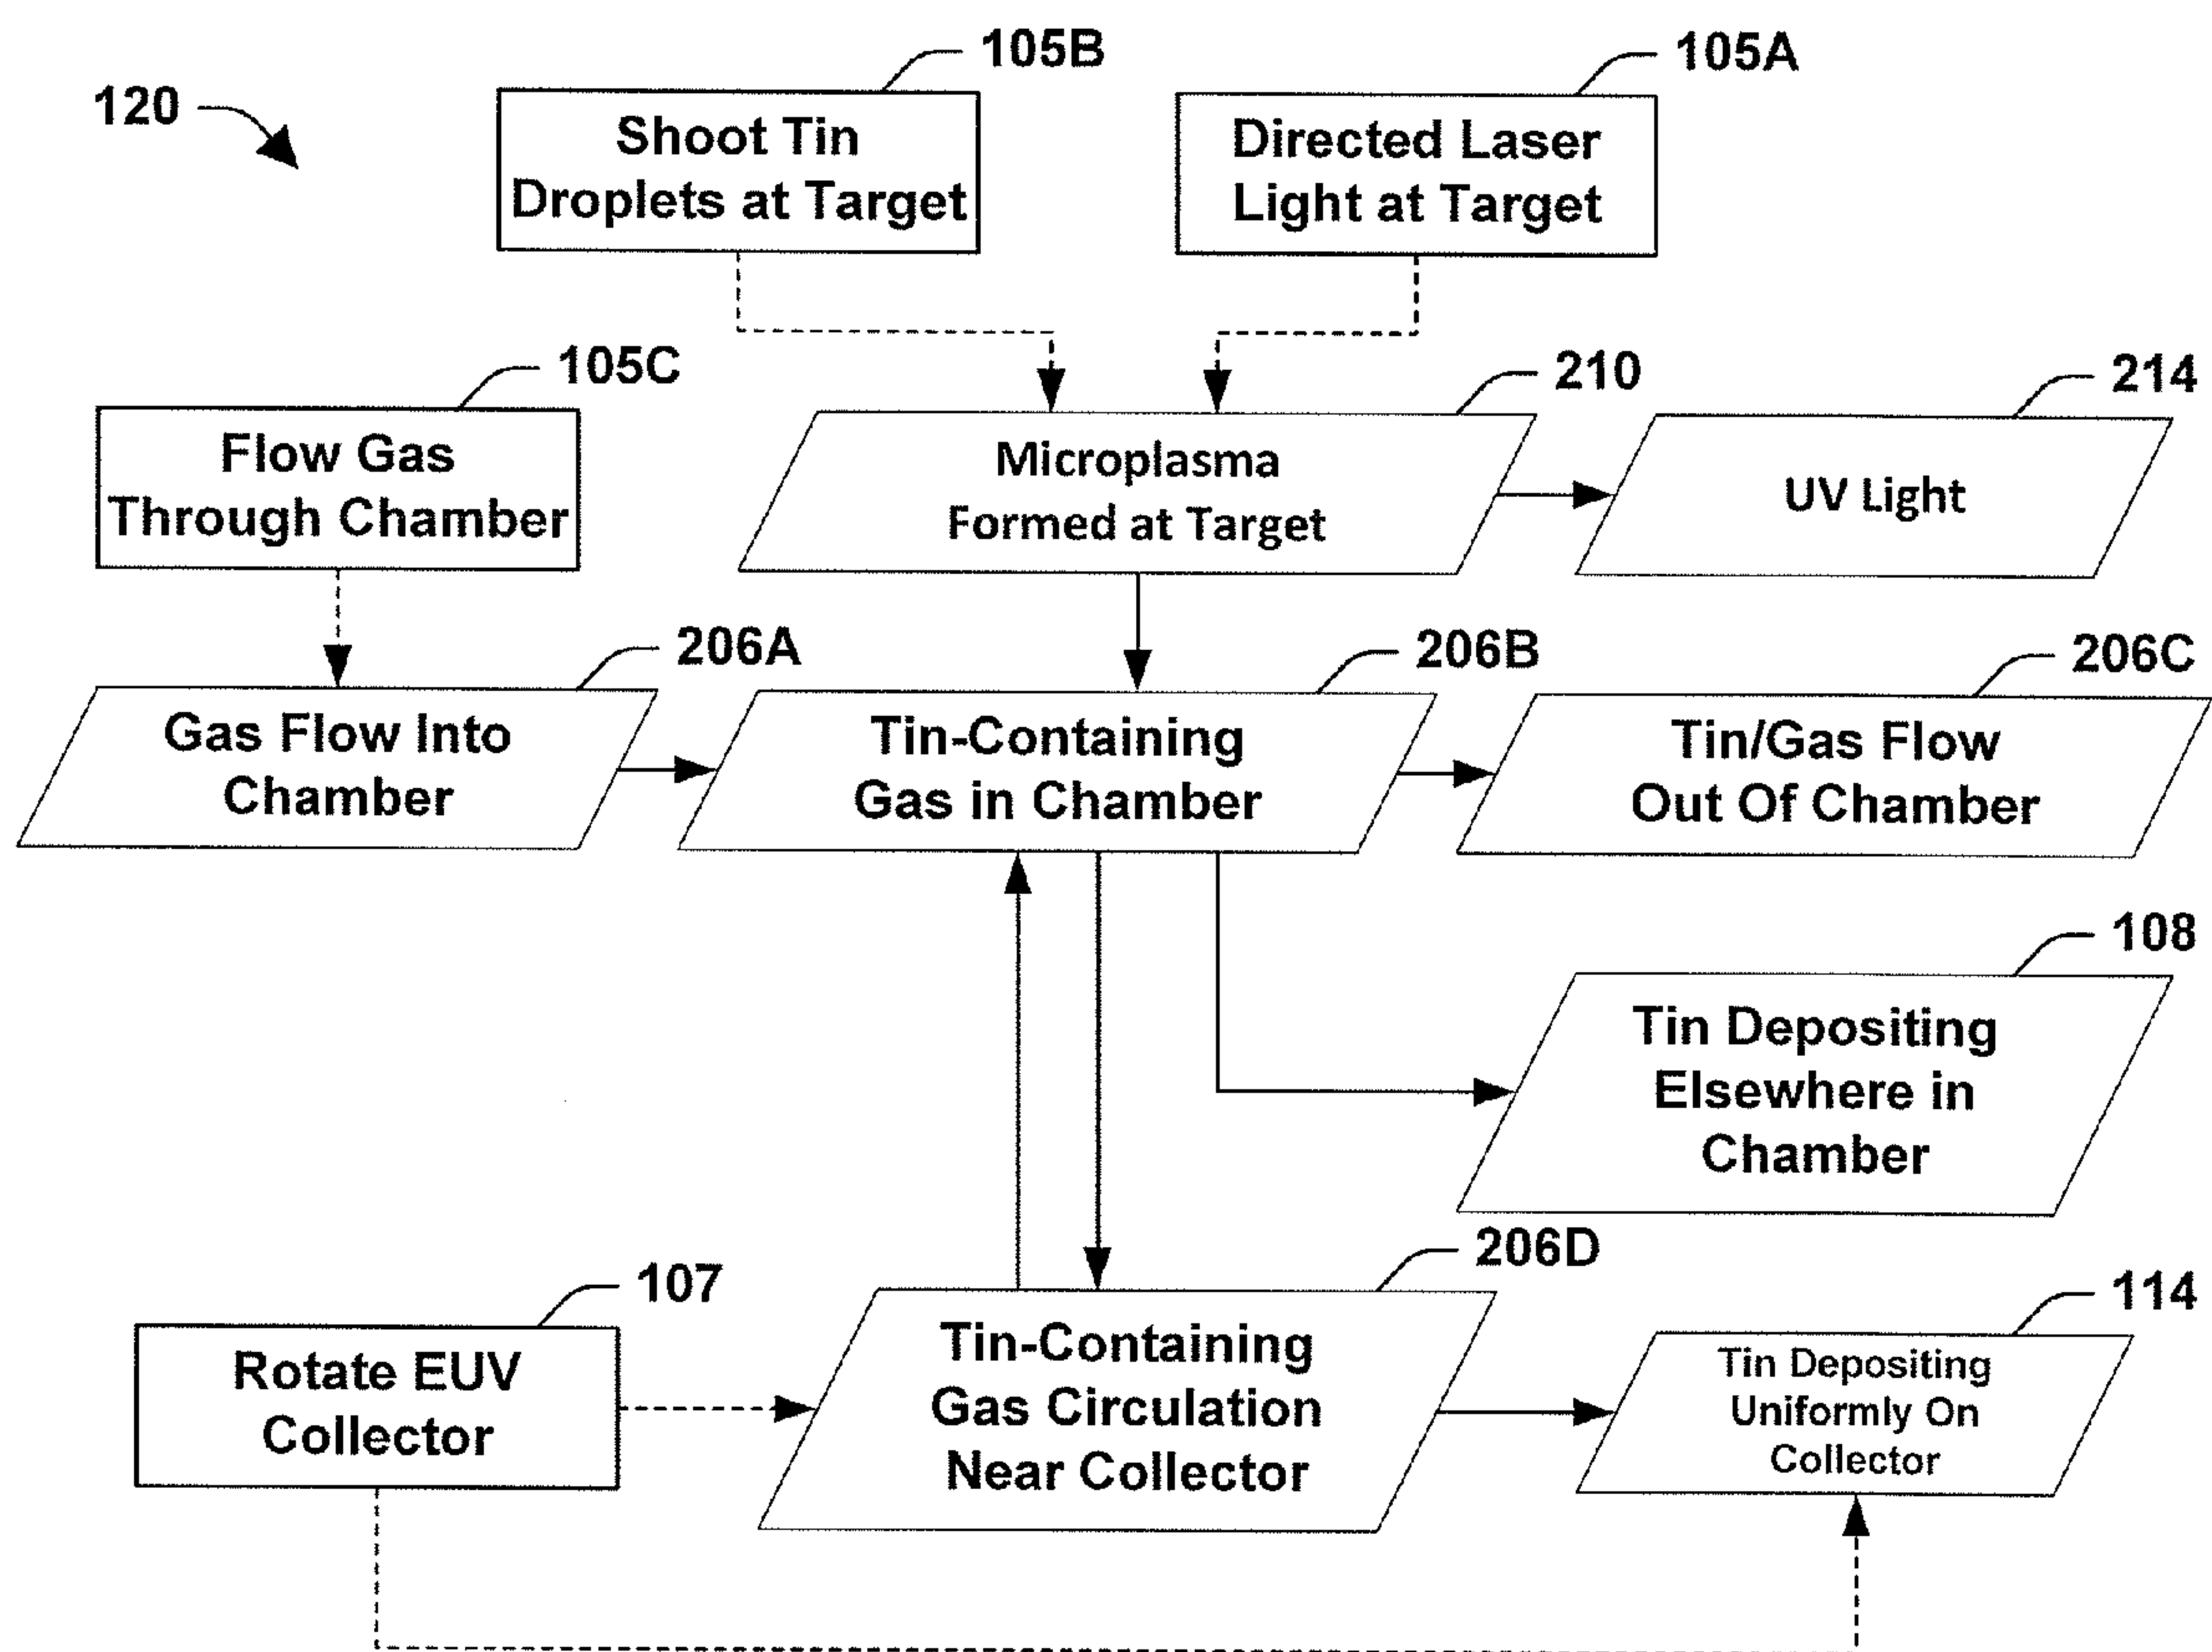 120
105B
Shoot Tin
Droplets at Target
105A
Directed Laser
Light at Target
105C
Flow Gas
Through Chamber
210
Microplasma
Formed at Target
214
UV Light
206A
Gas Flow Into
Chamber
206B
Tin-Containing
Gas in Chamber
206C
Tin/Gas Flow
Out Of Chamber
108
Tin Depositing
Elsewhere in
Chamber
107
Rotate EUV
Collector
206D
Tin-Containing
Gas Circulation
Near Collector
114
Tin Depositing
Uniformly On
Collector